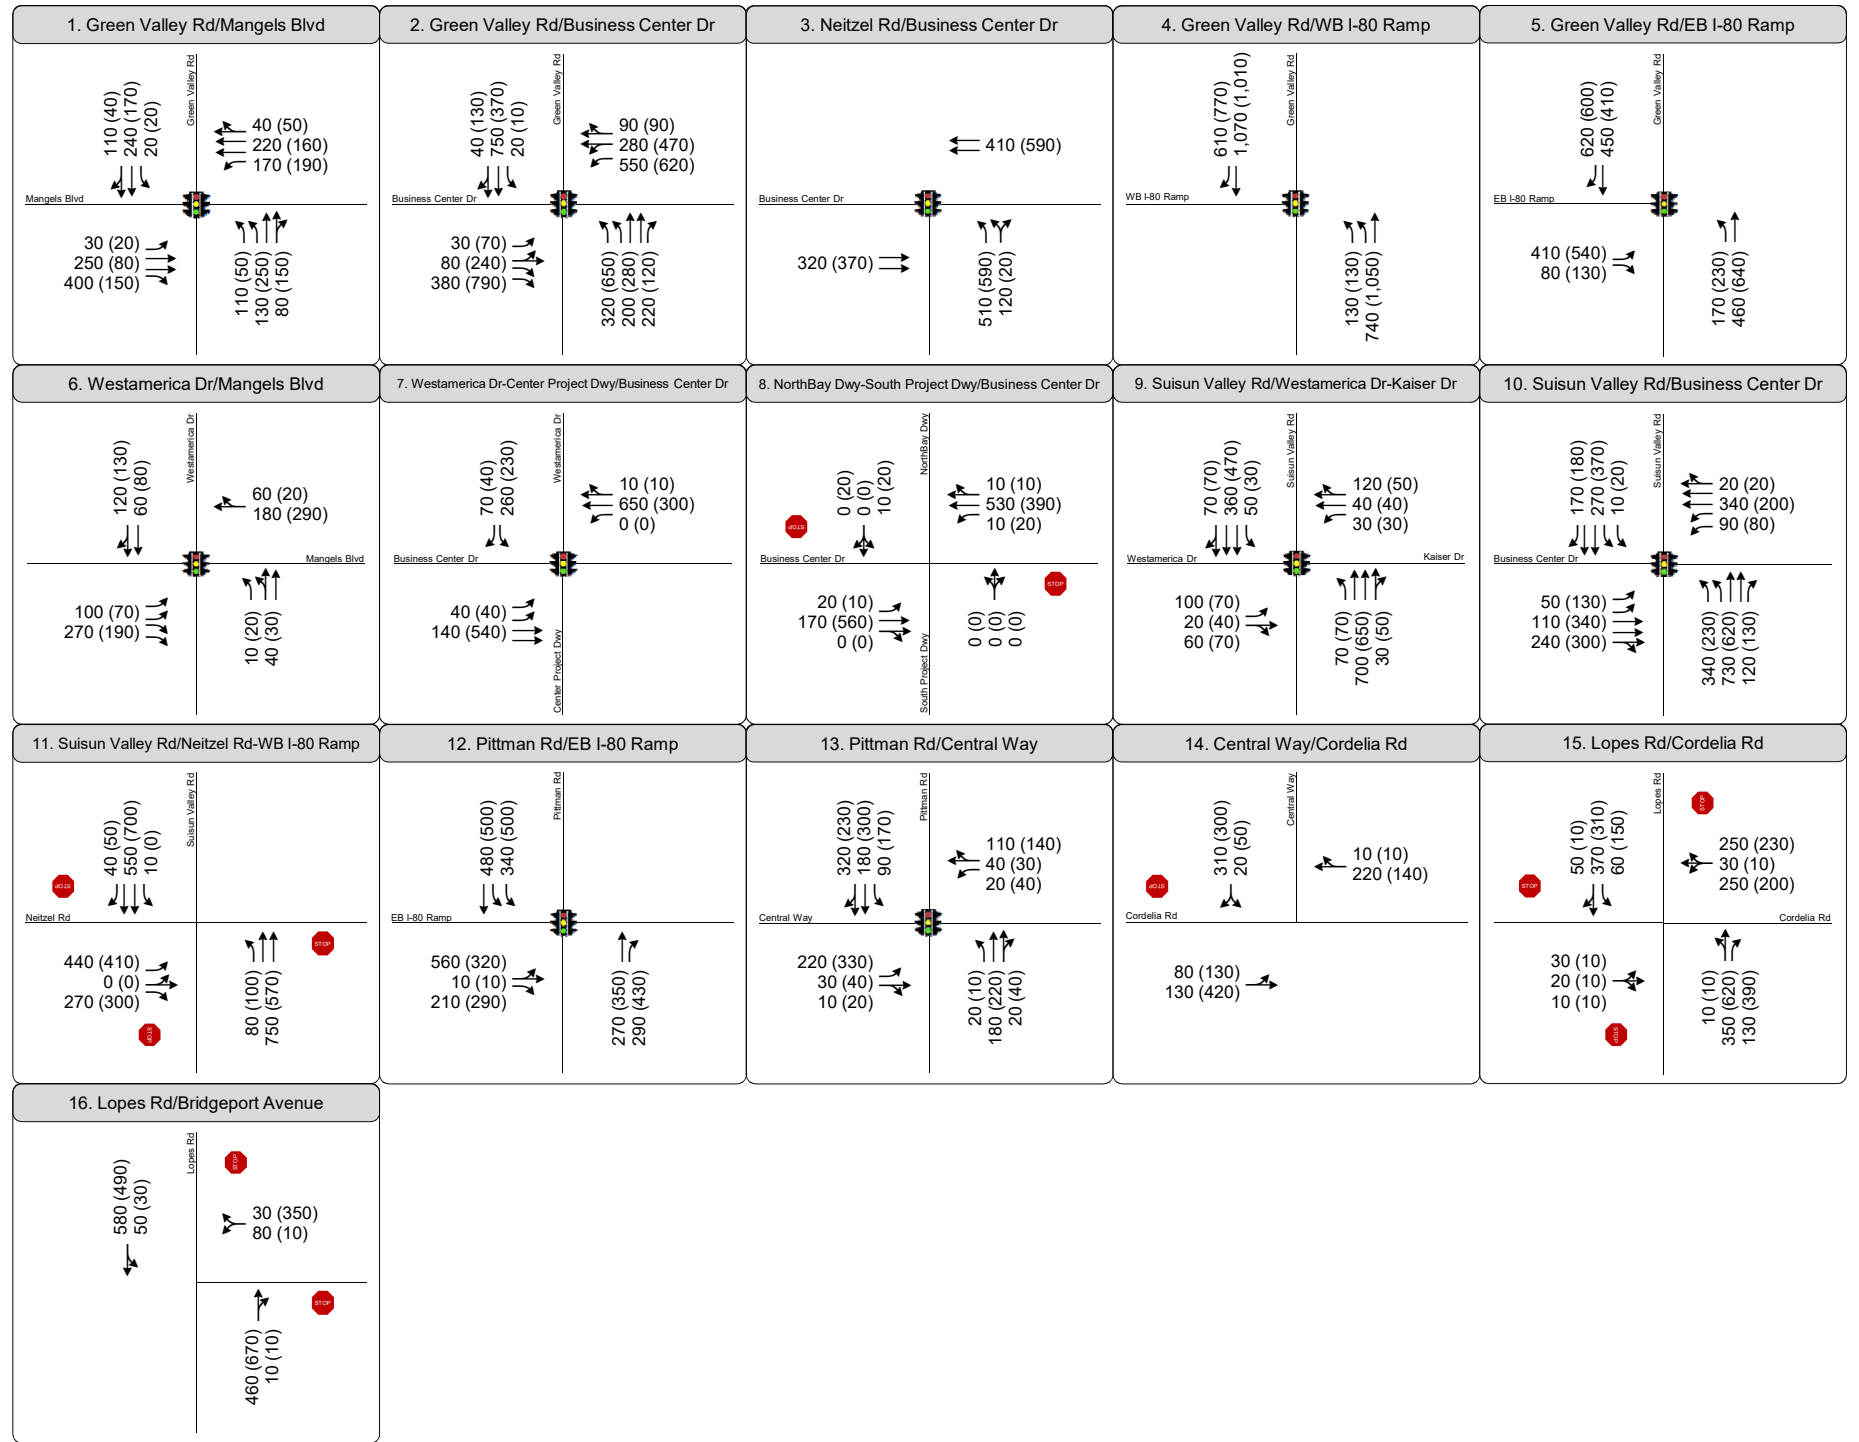 1. Green Valley Rd/Mangels Blvd
Green Valley Rd
110 (40)
240 (170)
20 (20)
40 (50)
220 (160)
170 (190)
Mangels Blvd
30 (20)
250 (80)
400 (150)
110 (50)
130 (250)
80 (150)
2. Green Valley Rd/Business Center Dr
Green Valley Rd
40 (130)
750 (370)
20 (10)
90 (90)
280 (470)
550 (620)
Business Center Dr
30 (70)
80 (240)
380 (790)
320 (650)
200 (280)
220 (120)
3. Neitzel Rd/Business Center Dr
410 (590)
Business Center Dr
320 (370)
510 (590)
120 (20)
4. Green Valley Rd/WB I-80 Ramp
Green Valley Rd
610 (770)
1,070 (1,010)
WB I-80 Ramp
130 (130)
740 (1,050)
5. Green Valley Rd/EB I-80 Ramp
Green Valley Rd
620 (600)
450 (410)
EB I-80 Ramp
410 (540)
80 (130)
170 (230)
460 (640)
6. Westamerica Dr/Mangels Blvd
Westamerica Dr
120 (130)
60 (80)
60 (20)
180 (290)
Mangels Blvd
100 (70)
270 (190)
10 (20)
40 (30)
7. Westamerica Dr-Center Project Dwy/Business Center Dr
Westamerica Dr
70 (40)
260 (230)
10 (10)
650 (300)
0 (0)
Business Center Dr
40 (40)
140 (540)
Center Project Dwy
8. NorthBay Dwy-South Project Dwy/Business Center Dr
NorthBay Dwy
0 (20)
0 (0)
10 (20)
10 (10)
530 (390)
10 (20)
STOP
Business Center Dr
STOP
20 (10)
170 (560)
0 (0)
0 (0)
0 (0)
0 (0)
South Project Dwy
9. Suisun Valley Rd/Westamerica Dr-Kaiser Dr
Suisun Valley Rd
70 (70)
360 (470)
50 (30)
120 (50)
40 (40)
30 (30)
Westamerica Dr
Kaiser Dr
100 (70)
20 (40)
60 (70)
70 (70)
700 (650)
30 (50)
10. Suisun Valley Rd/Business Center Dr
Suisun Valley Rd
170 (180)
270 (370)
10 (20)
20 (20)
340 (200)
90 (80)
Business Center Dr
50 (130)
110 (340)
240 (300)
340 (230)
730 (620)
120 (130)
11. Suisun Valley Rd/Neitzel Rd-WB I-80 Ramp
Suisun Valley Rd
40 (50)
550 (700)
10 (0)
STOP
Neitzel Rd
STOP
440 (410)
0 (0)
270 (300)
80 (100)
750 (570)
STOP
12. Pittman Rd/EB I-80 Ramp
Pittman Rd
480 (500)
340 (500)
EB I-80 Ramp
560 (320)
10 (10)
210 (290)
270 (350)
290 (430)
13. Pittman Rd/Central Way
Pittman Rd
320 (230)
180 (300)
90 (170)
110 (140)
40 (30)
20 (40)
Central Way
220 (330)
30 (40)
10 (20)
20 (10)
180 (220)
20 (40)
14. Central Way/Cordelia Rd
Central Way
310 (300)
20 (50)
10 (10)
220 (140)
STOP
Cordelia Rd
80 (130)
130 (420)
15. Lopes Rd/Cordelia Rd
Lopes Rd
STOP
50 (10)
370 (310)
60 (150)
250 (230)
30 (10)
250 (200)
STOP
Cordelia Rd
30 (10)
20 (10)
10 (10)
10 (10)
350 (620)
130 (390)
STOP
16. Lopes Rd/Bridgeport Avenue
Lopes Rd
STOP
580 (490)
50 (30)
30 (350)
80 (10)
STOP
460 (670)
10 (10)